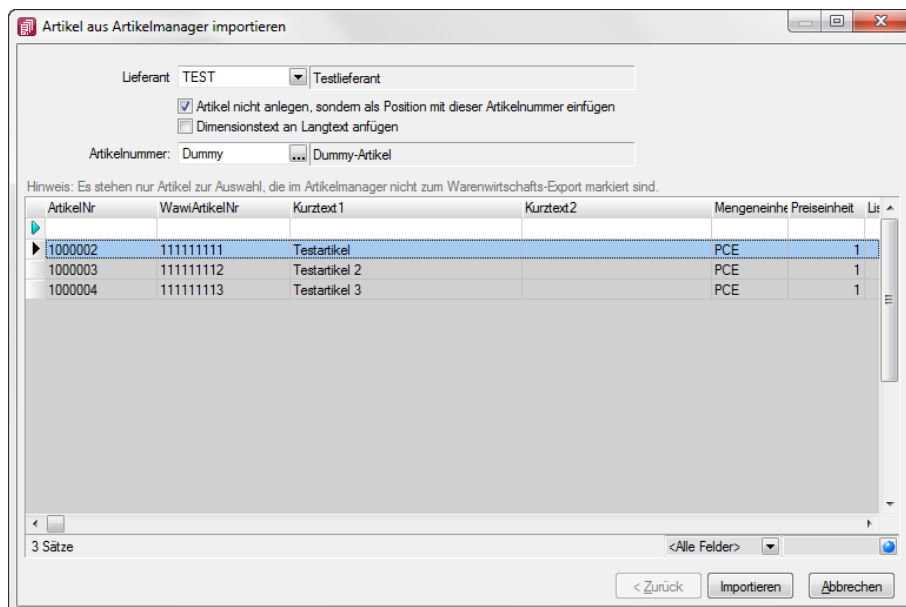 Artikel aus Artikelmanager importieren
Lieferant TEST Testlieferant
Artikel nicht anlegen, sondern als Position mit dieser Artikelnummer einfügen
Dimensionstext an Langtext anfügen
Artikelnummer: Dummy ... Dummy-Artikel
Hinweis: Es stehen nur Artikel zur Auswahl, die im Artikelmanager nicht zum Warenwirtschafts-Export markiert sind.
ArtikelNr WawiArtikelNr Kurztext1 Kurztext2 Mengeneinhe Preiseinheit Lis
1000002 111111111 Testartikel PCE 1
1000003 111111112 Testartikel 2 PCE 1
1000004 111111113 Testartikel 3 PCE 1
3 Sätze <Alle Felder>
< Zurück Importieren Abbrechen